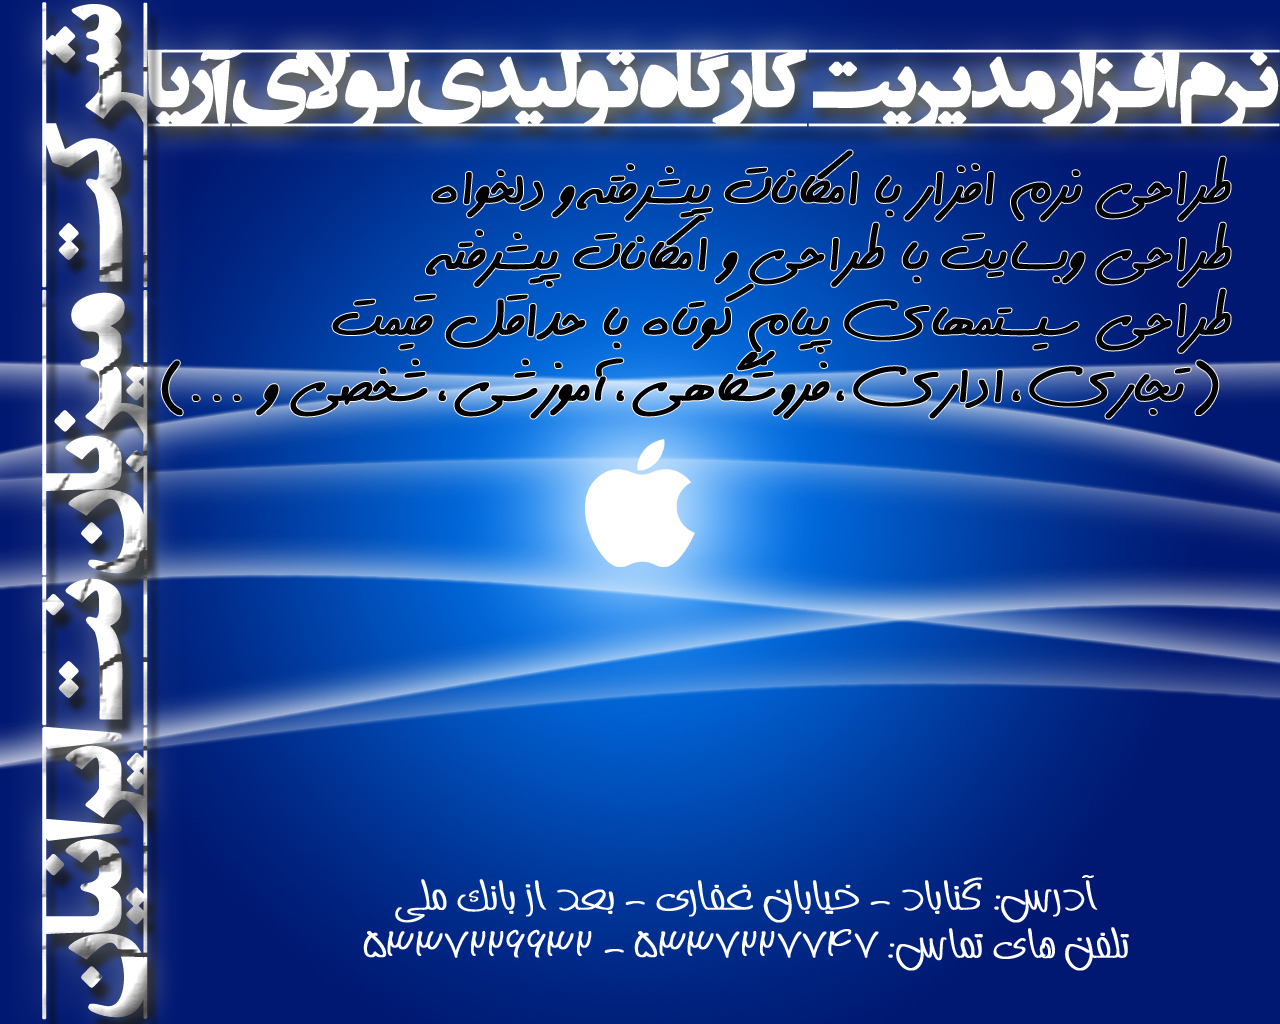 نرم افزار مدیریت کارگاه تولیدی لولای آریا
شرکت میزبان نت ایرانیان
طراحی نرم افزار با امکانات پیشرفته و دلخواه
طراحی وبسایت با طراحی و امکانات پیشرفته
طراحی سیستمهای پیام کوتاه با حداقل قیمت
( تجاری ، اداری ، فروشگاهی ، آموزشی ، شخصی و ... )
آدرس: گناباد - خیابان غفاری - بعد از بانک ملی
تلفن های تماس: ۵۳۳۷۲۲۷۷۴۷ - ۵۳۳۷۲۲۹۹۳۲